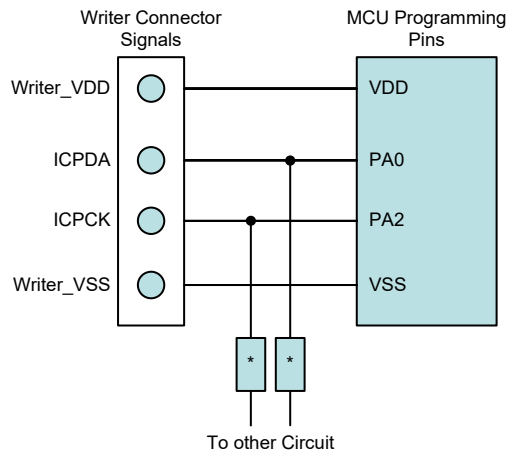 Writer Connector
Signals
MCU Programming
Pins
Writer_VDD
VDD
ICPDA
PA0
ICPCK
PA2
Writer_VSS
VSS
* *
To other Circuit